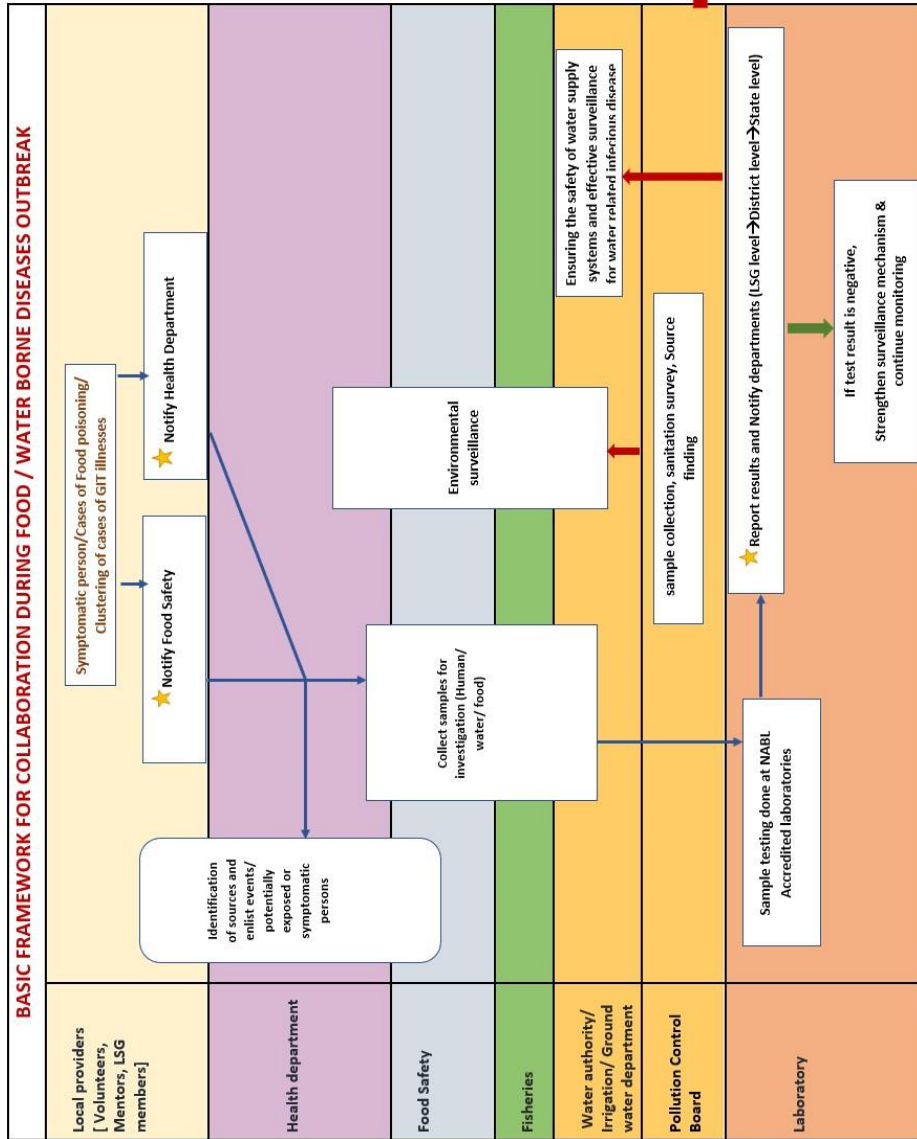 BASIC FRAMEWORK FOR COLLABORATION DURING FOOD / WATER BORNE DISEASES OUTBREAK
Local providers
[ Volunteers,
Mentors, LSG
members]
Symptomatic person/Cases of Food poisoning/
Clustering of cases of GIT illnesses
Notify Food Safety
Notify Health Department
Health department
Identification
of sources and
enlist events/
potentially
exposed or
symptomatic
persons
Food Safety
Collect samples for
investigation (Human/
water/ food)
Environmental
surveillance
Fisheries
Water authority/
Irrigation/ Ground
water department
Ensuring the safety of water supply
systems and effective surveillance
for water related infecious disease
Pollution Control
Board
sample collection, sanitation survey, Source
finding
Laboratory
Sample testing done at NABL
Accredited laboratories
Report results and Notify departments (LSG level→District level→State level)
If test result is negative,
Strengthen surveillance mechanism &
continue monitoring